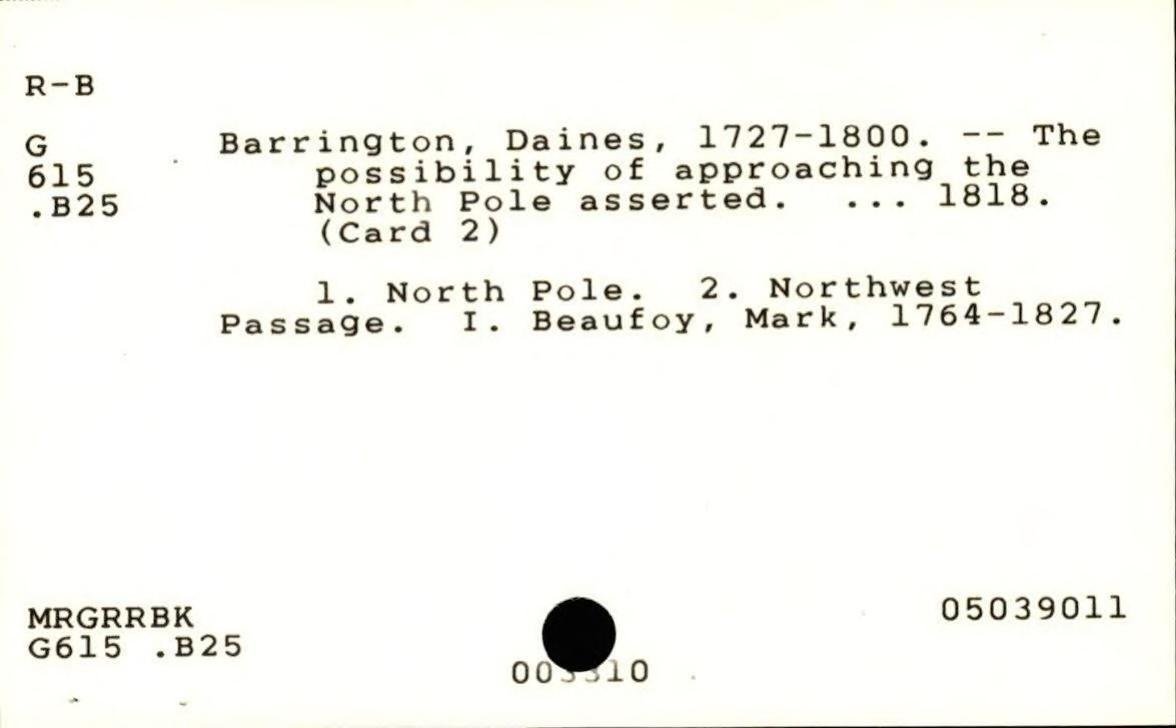 R-B
G
615
.B25
Barrington, Daines, 1727-1800. -- The
possibility of approaching the
North Pole asserted. ... 1818.
(Card 2)
1. North Pole. 2. Northwest
Passage. I. Beaufoy, Mark, 1764-1827.
MRGRRBK
G615 .B25
05039011